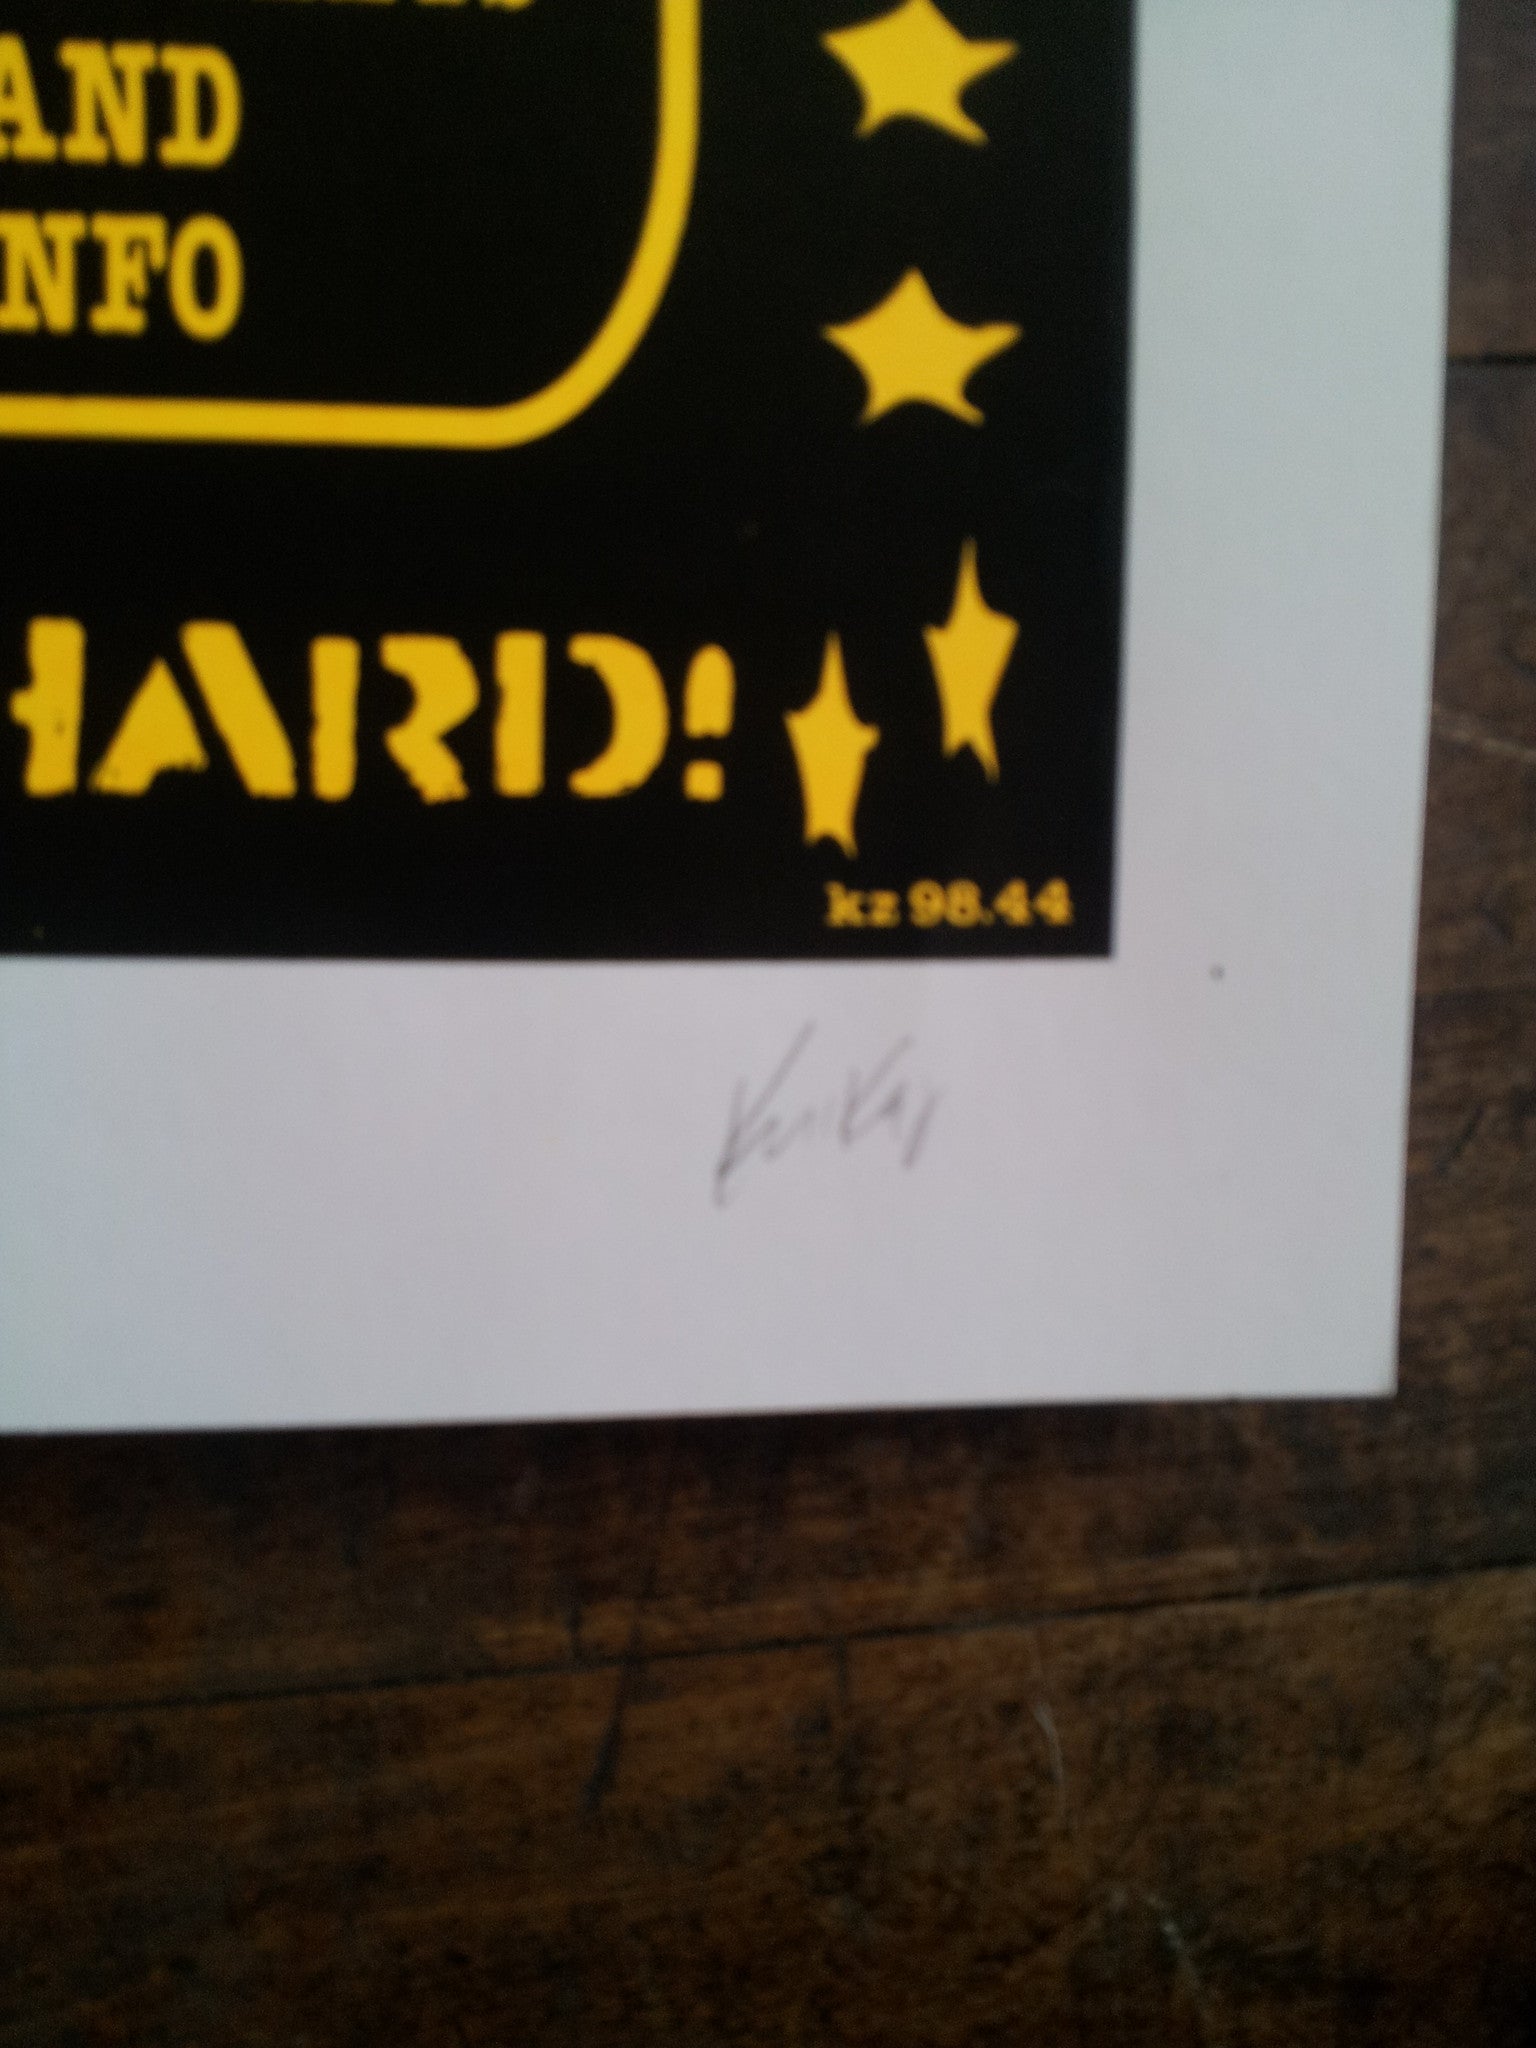 AND
NFO
HARD!
kz 98.44